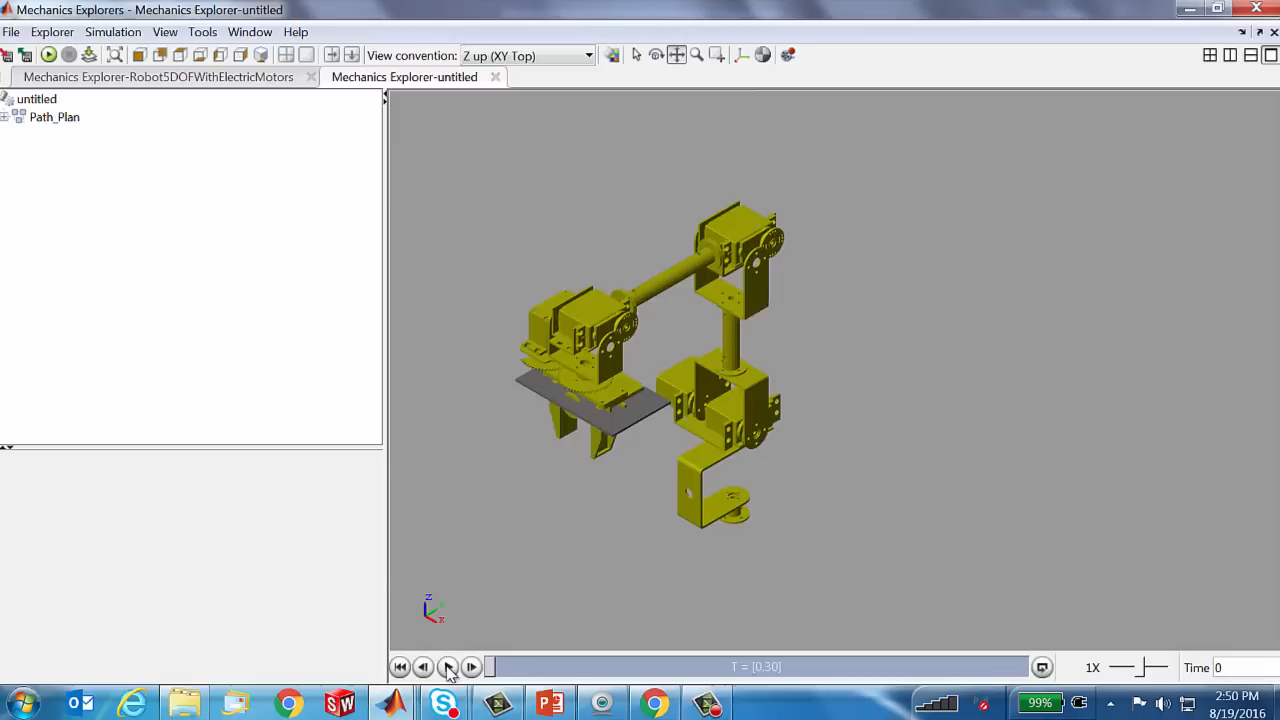 Mechanics Explorers - Mechanics Explorer-untitled
File Explorer Simulation View Tools Window Help
View convention: Z up (XY Top)
Mechanics Explorer-Robot5DOFWithElectricMotors Mechanics Explorer-untitled
untitled
Path_Plan
Z
x
T = [0,30] 1X Time 0
SW
99% 2:50 PM
8/19/2016